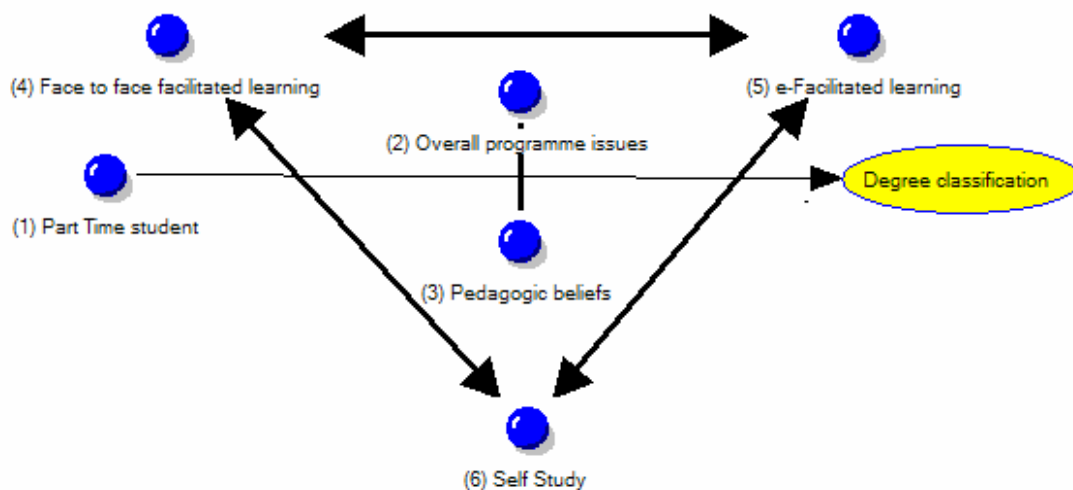 (4) Face to face facilitated learning
(5) e-Facilitated learning
(2) Overall programme issues
Degree classification
(1) Part Time student
(3) Pedagogic beliefs
(6) Self Study